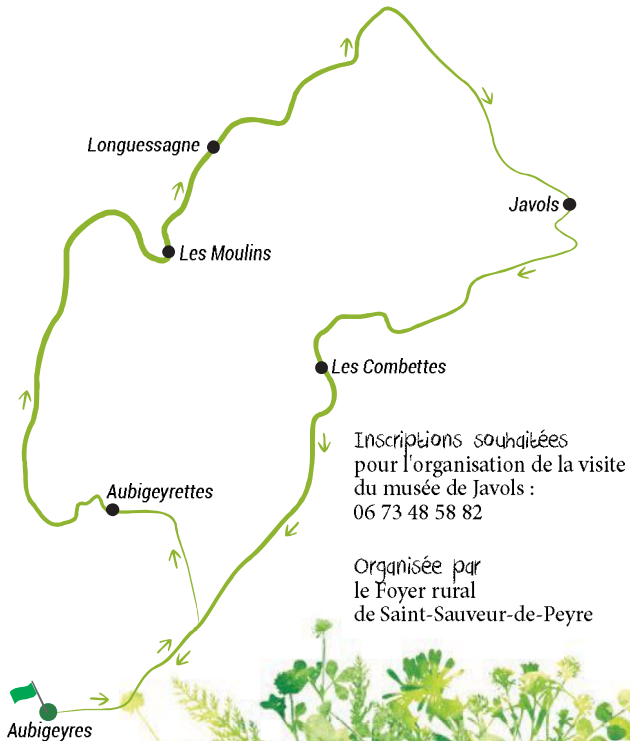 Longuessagne
Javols
Les Moulins
Les Combettes
Inscriptions souhaitées
pour l'organisation de la visite
du musée de Javols :
06 73 48 58 82
Aubigeyrettes
Organisée par
le Foyer rural
de Saint-Sauveur-de-Peyre
Aubigeyres